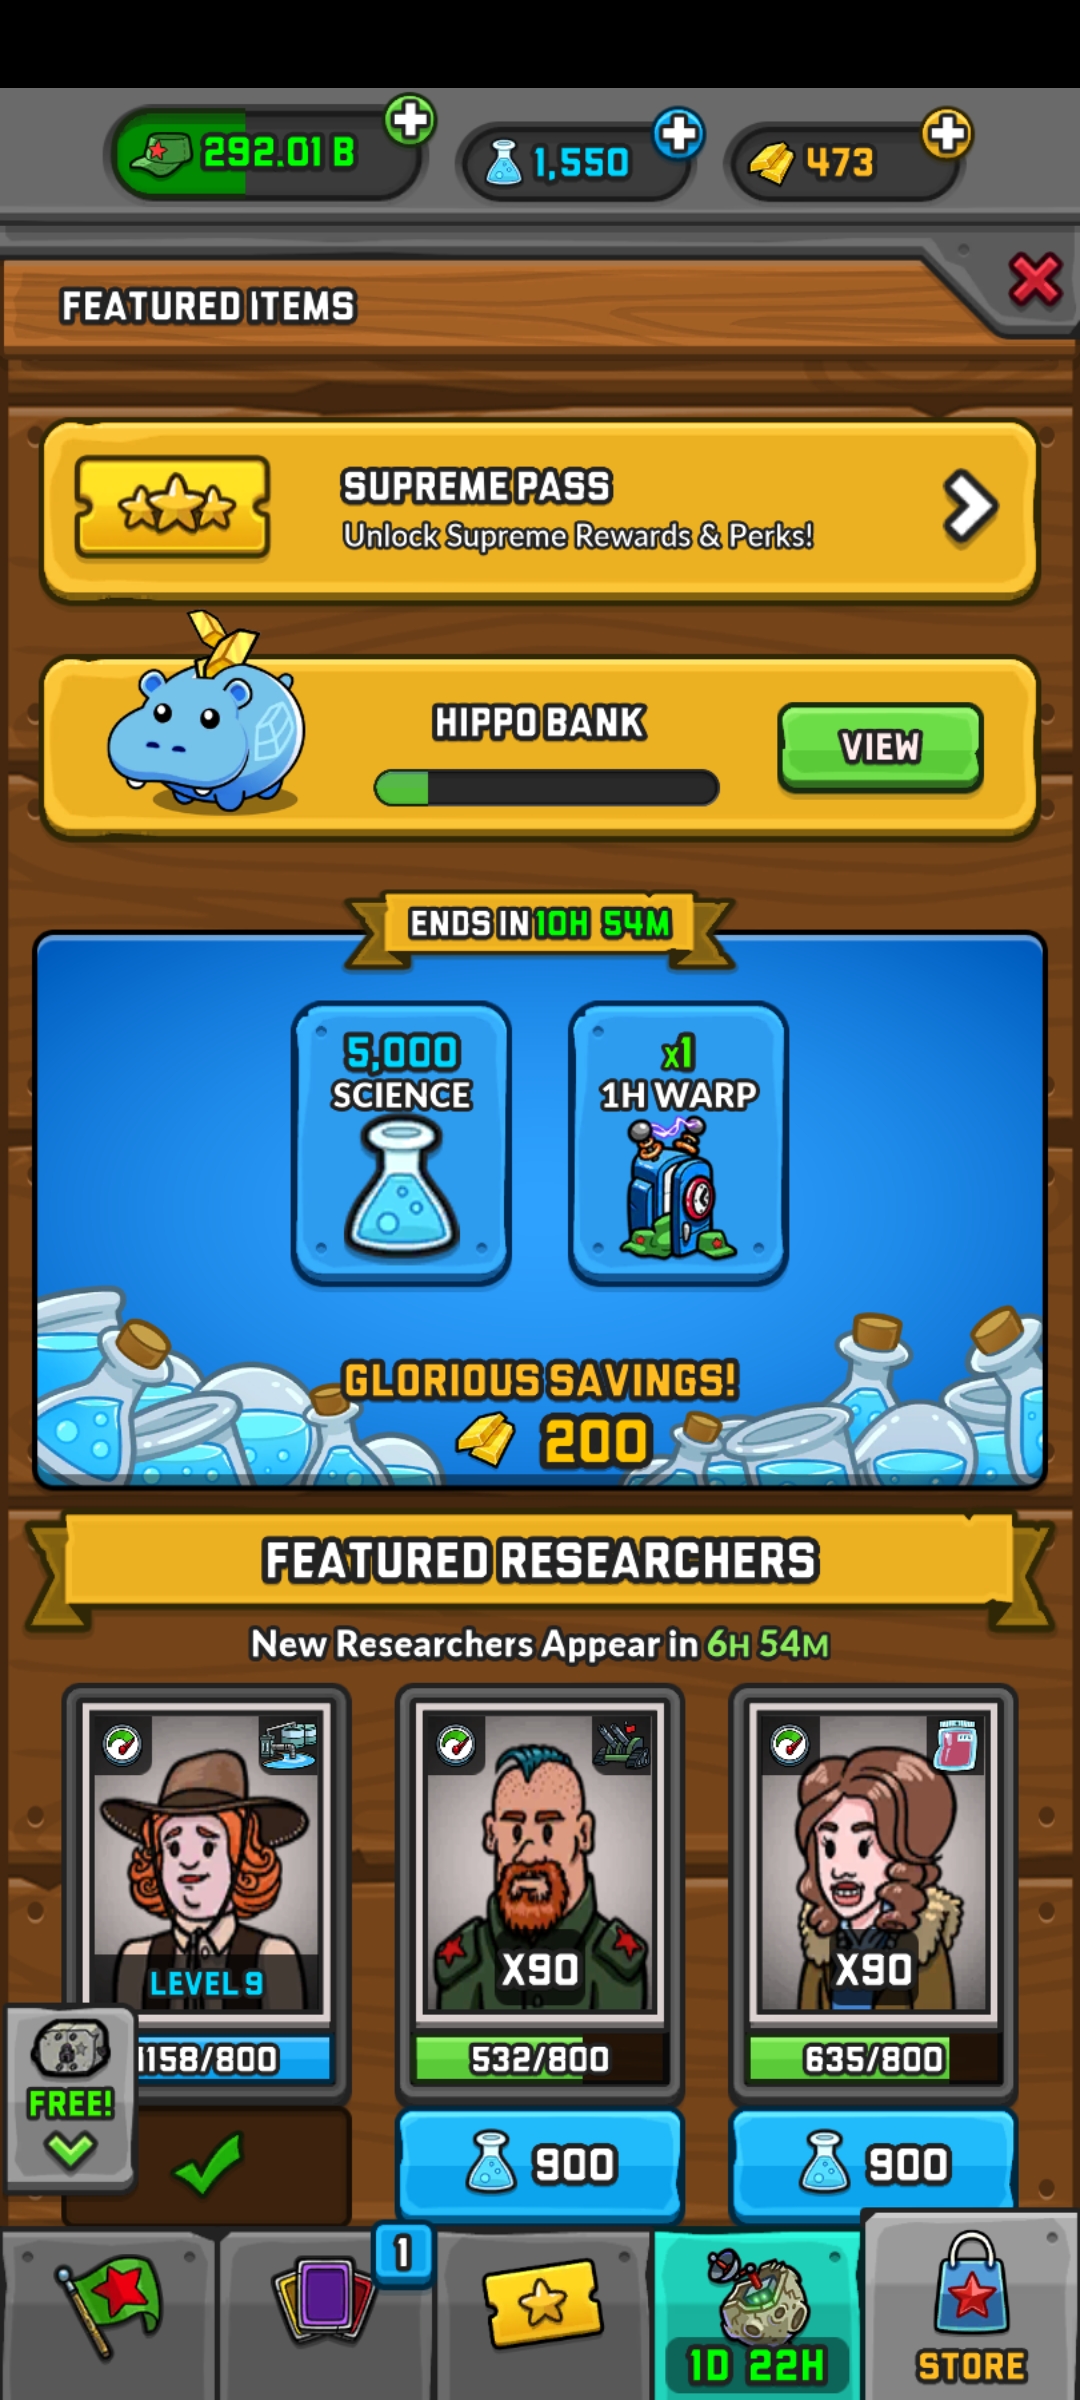 292.01 B
1,550
473
FEATURED ITEMS
SUPREME PASS
Unlock Supreme Rewards & Perks!
HIPPO BANK
VIEW
ENDS IN 10H 54M
5,000
SCIENCE
x1
1H WARP
GLORIOUS SAVINGS!
200
FEATURED RESEARCHERS
New Researchers Appear in 6H 54M
LEVEL 9
X90
X90
1158/800
532/800
635/800
FREE!
900
900
1
1D 22H
STORE